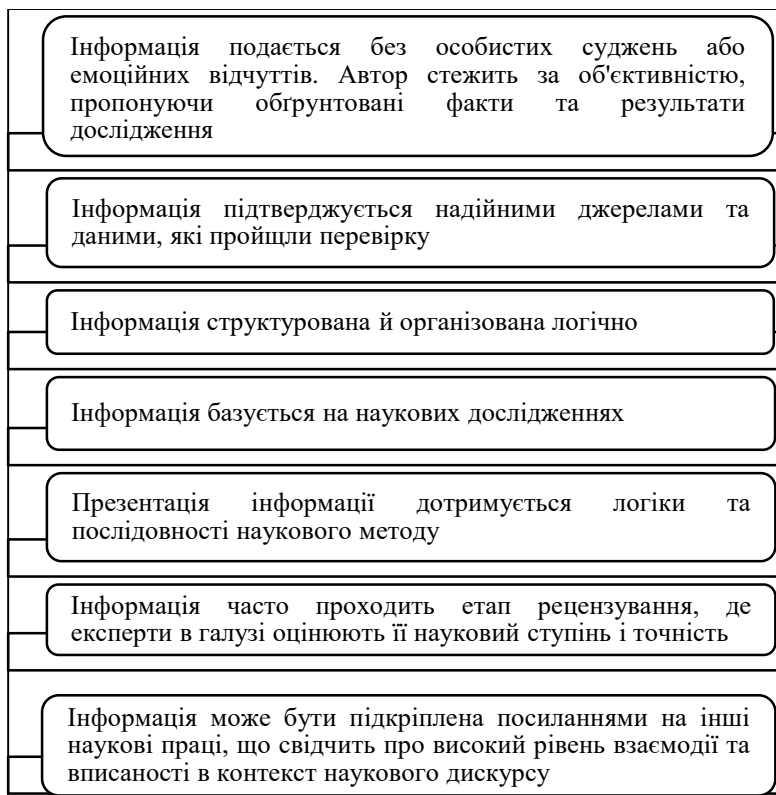 Інформація подається без особистих суджень або
емоційних відчуттів. Автор стежить за об'єктивністю,
пропонуючи обґрунтовані факти та результати
дослідження
Інформація підтверджується надійними джерелами та
даними, які пройщли перевірку
Інформація структурована й організована логічно
Інформація базується на наукових дослідженнях
Презентація інформації дотримується логіки та
послідовності наукового методу
Інформація часто проходить етап рецензування, де
експерти в галузі оцінюють її науковий ступінь і точність
Інформація може бути підкріплена посиланнями на інші
наукові праці, що свідчить про високий рівень взаємодії та
вписаності в контекст наукового дискурсу